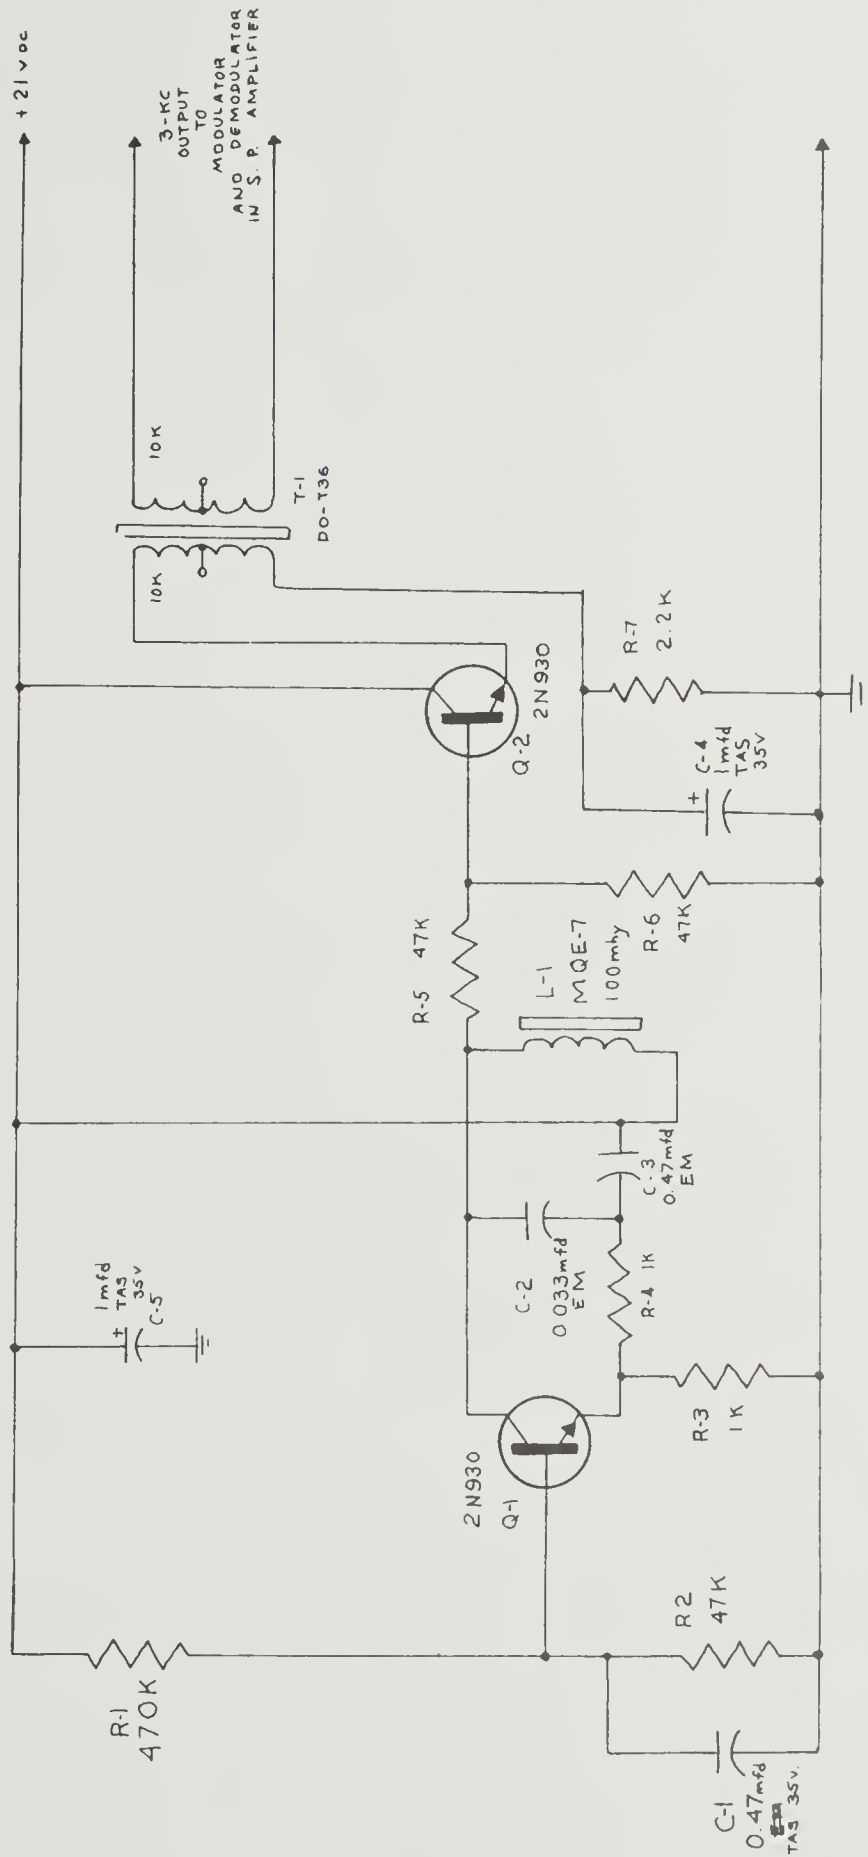 +21 VDC
3-KC
OUTPUT
TO
MODULATOR
AND DEMODULATOR
IN S. P. AMPLIFIER
10K
10K
T-1
DO-T36
1mfd
TAS
35V
C-5
+
R-1
470K
2N930
Q-1
C-2
0.033mfd
EM
R-4 1K
C-3
0.47mfd
EM
R-5 47K
L-1
MQE-7
100mhy
Q-2
2N930
R-7
2.2K
+
C-4
1mfd
TAS
35V
R-6
47K
R-3
1K
R2
47K
C-1
0.47mfd
TAS 35V.